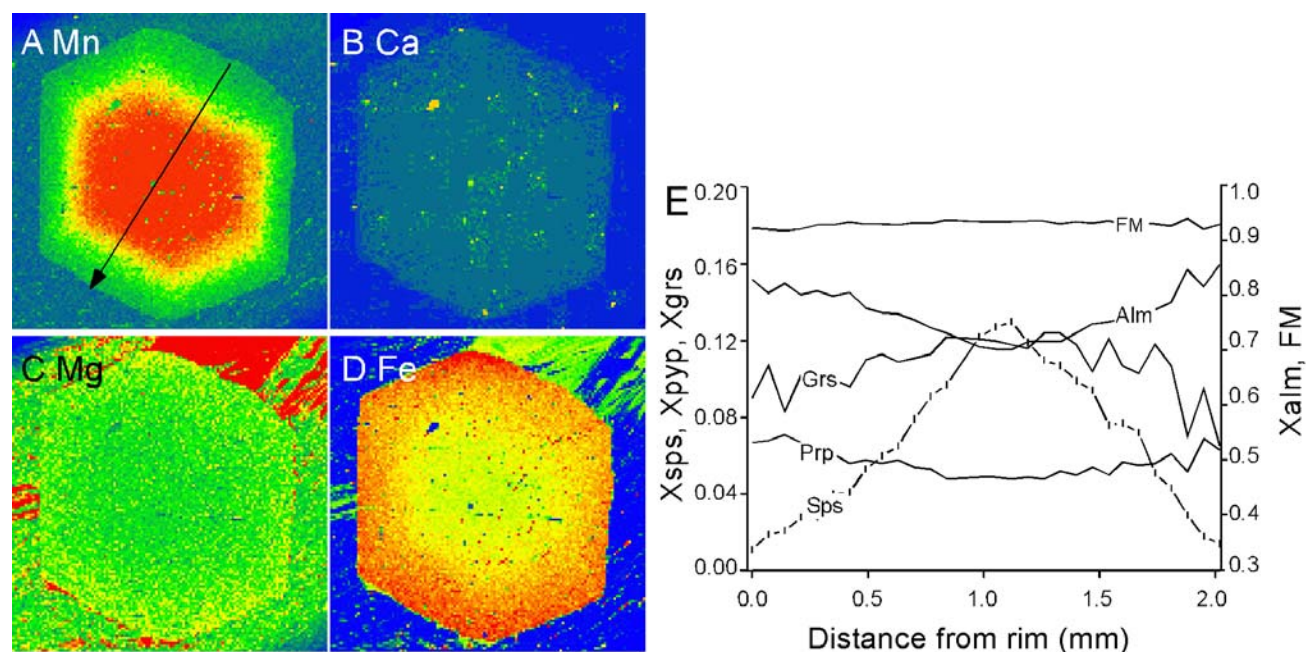 A Mn
B Ca
C Mg
D Fe
E
Xsps, Xpyp, Xgrs
0.20
0.16
0.12
0.08
0.04
0.00
FM
Alm
Grs
Prp
Sps
1.0
0.9
0.8
0.7
0.6
0.5
0.4
0.3
Xalm, FM
0.0 0.5 1.0 1.5 2.0
Distance from rim (mm)